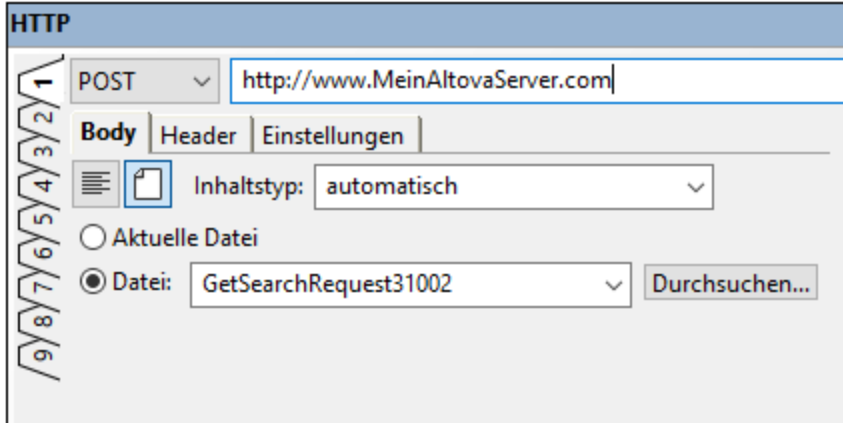 HTTP
1 POST http://www.MeinAltovaServer.com
2 Body Header Einstellungen
3
4 Inhaltstyp: automatisch
5 Aktuelle Datei
6
7 Datei: GetSearchRequest31002 Durchsuchen...
8
9